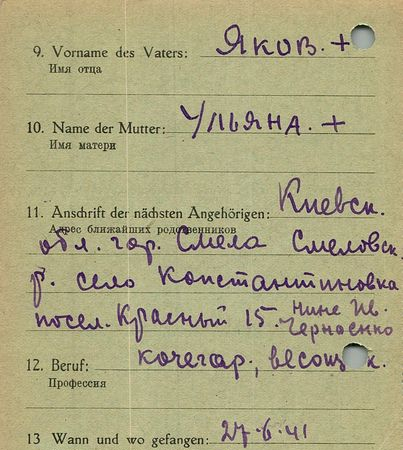 9. Vorname des Vaters: Яков. +
Имя отца
10. Name der Mutter: Ульяна. +
Имя матери
11. Anschrift der nächsten Angehörigen: Киевск.
Адрес ближайших родственников
обл. гор. Смела Смеловск.
р. село Константиновка
посел. Красный 15. Нине Ив.
Черноенко
12. Beruf: кочегар,
Профессия
13 Wann und wo gefangen: 27-6-41